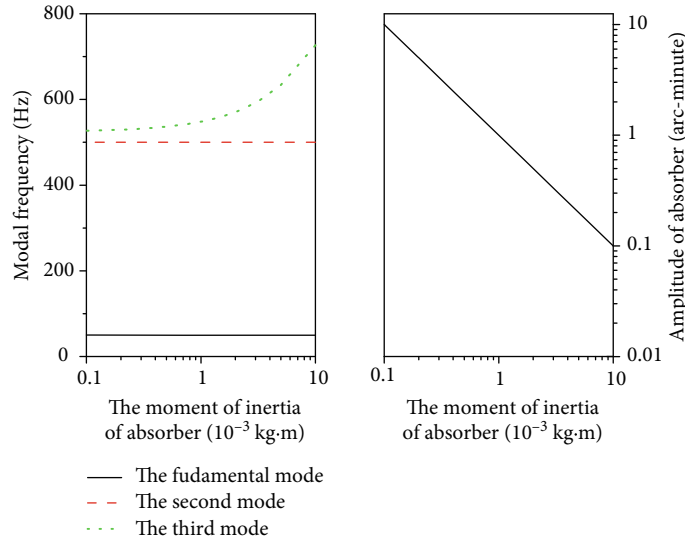 800
600
400
200
0
Modal frequency (Hz)
0.1
1
10
The moment of inertia
of absorber (10⁻³ kg·m)
10
1
0.1
0.01
Amplitude of absorber (arc-minute)
0.1
1
10
The moment of inertia
of absorber (10⁻³ kg·m)
The fudamental mode
The second mode
The third mode